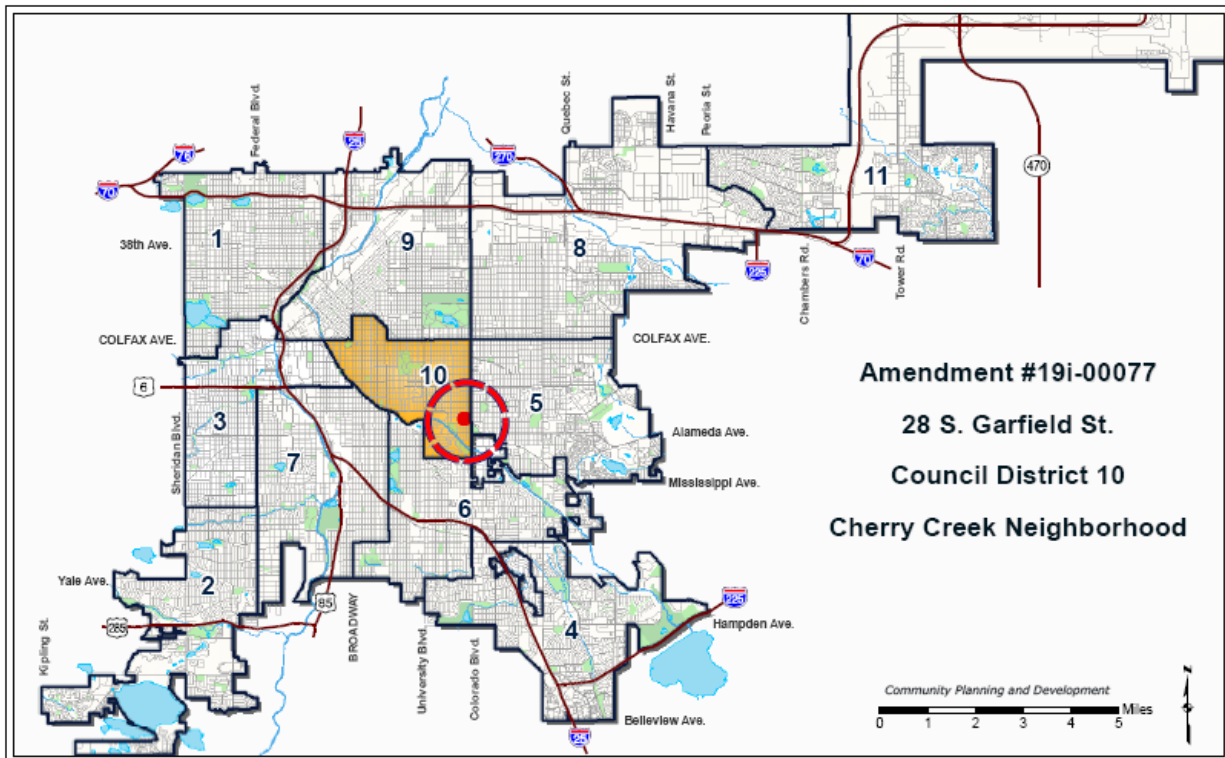 Federal Blvd.
25
Quebec St.
Havana St.
Peoria St.
76
270
70
470
11
1
38th Ave.
9
8
225
Chambers Rd.
70
Tower Rd.
COLFAX AVE.
COLFAX AVE.
6
10
5
Amendment #19i-00077
28 S. Garfield St.
Council District 10
Cherry Creek Neighborhood
3
Sheridan Blvd.
7
Alameda Ave.
Mississippi Ave.
6
Yale Ave.
2
85
285
BROADWAY
University Blvd.
Colorado Blvd.
4
225
Hampden Ave.
Kipling St.
Belleview Ave.
25
Community Planning and Development
Miles
0 1 2 3 4 5